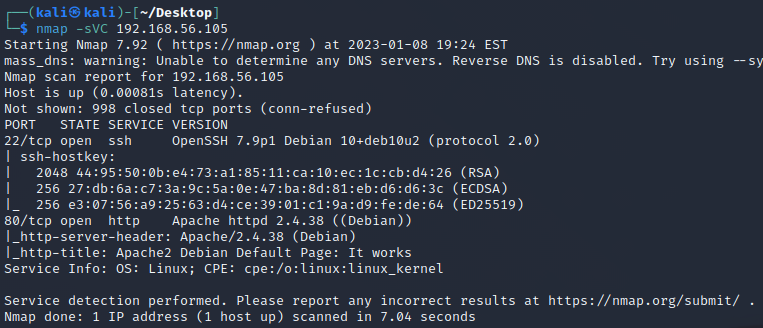 ┌──(kali㉿kali)-[~/Desktop]
└─$ nmap -sVC 192.168.56.105
Starting Nmap 7.92 ( https://nmap.org ) at 2023-01-08 19:24 EST
mass_dns: warning: Unable to determine any DNS servers. Reverse DNS is disabled. Try using --sy
Nmap scan report for 192.168.56.105
Host is up (0.00081s latency).
Not shown: 998 closed tcp ports (conn-refused)
PORT   STATE SERVICE VERSION
22/tcp open  ssh     OpenSSH 7.9p1 Debian 10+deb10u2 (protocol 2.0)
| ssh-hostkey:
|   2048 44:95:50:0b:e4:73:a1:85:11:ca:10:ec:1c:cb:d4:26 (RSA)
|   256 27:db:6a:c7:3a:9c:5a:0e:47:ba:8d:81:eb:d6:d6:3c (ECDSA)
|_  256 e3:07:56:a9:25:63:d4:ce:39:01:c1:9a:d9:fe:de:64 (ED25519)
80/tcp open  http    Apache httpd 2.4.38 ((Debian))
|_http-server-header: Apache/2.4.38 (Debian)
|_http-title: Apache2 Debian Default Page: It works
Service Info: OS: Linux; CPE: cpe:/o:linux:linux_kernel

Service detection performed. Please report any incorrect results at https://nmap.org/submit/ .
Nmap done: 1 IP address (1 host up) scanned in 7.04 seconds